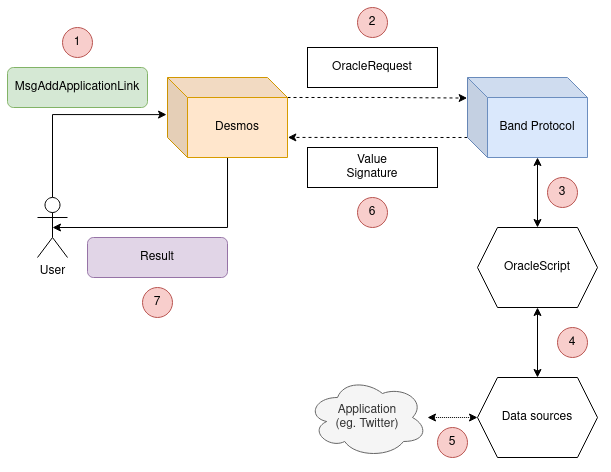 1
2
MsgAddApplicationLink
OracleRequest
Desmos
Band Protocol
Value
Signature
3
6
User
Result
OracleScript
7
4
Application
(eg. Twitter)
Data sources
5